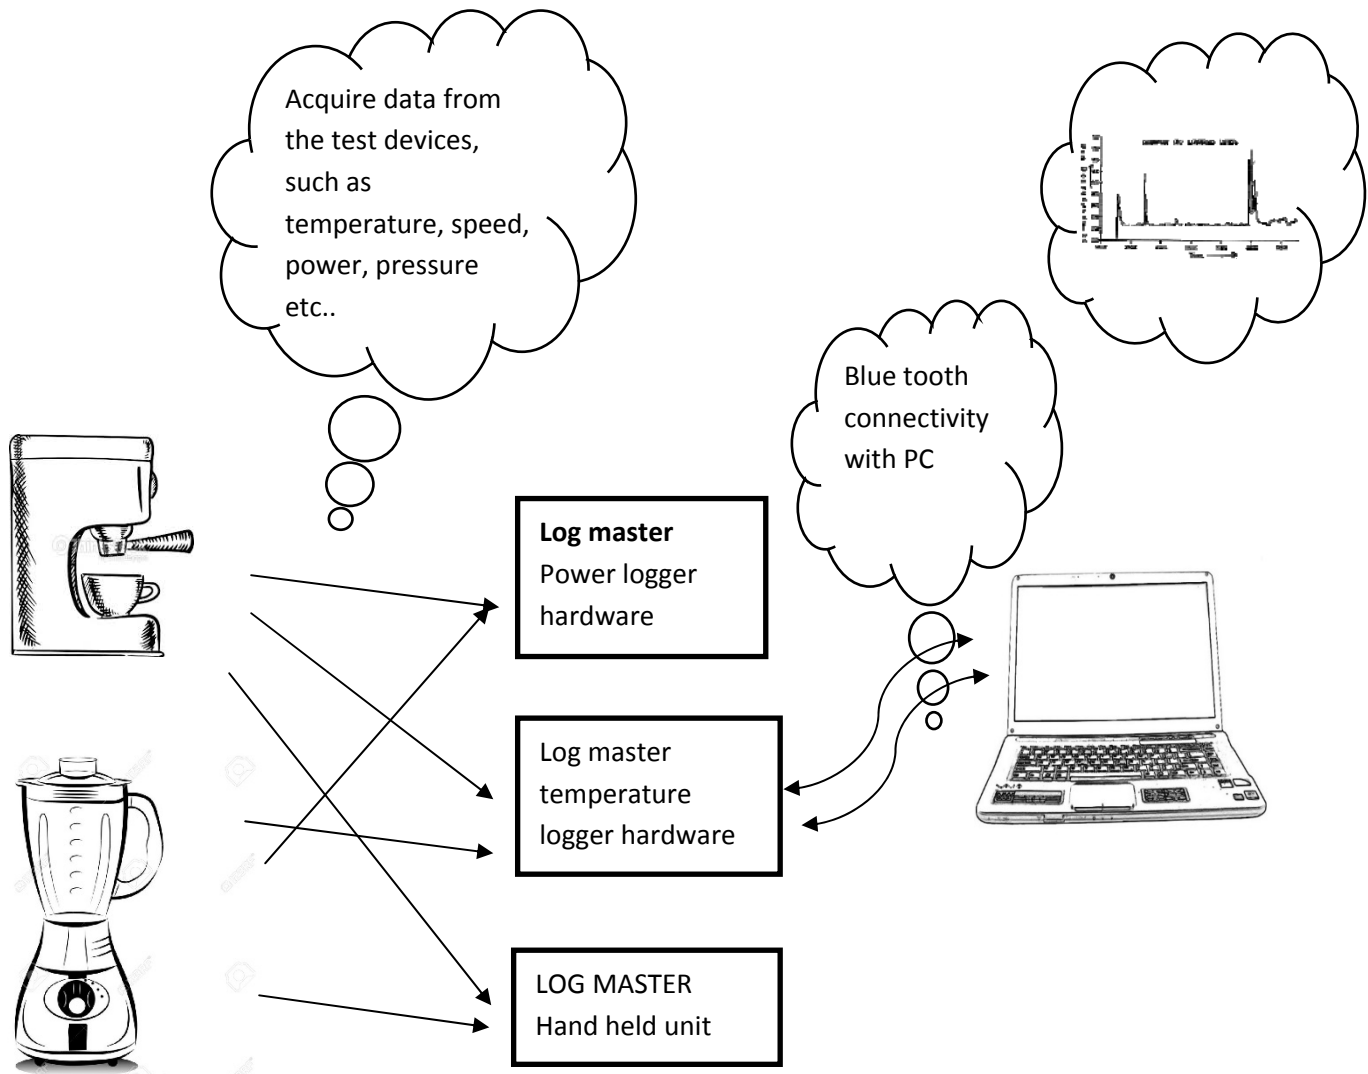 Acquire data from
the test devices,
such as
temperature, speed,
power, pressure
etc..
Blue tooth
connectivity
with PC
Log master
Power logger
hardware
Log master
temperature
logger hardware
LOG MASTER
Hand held unit